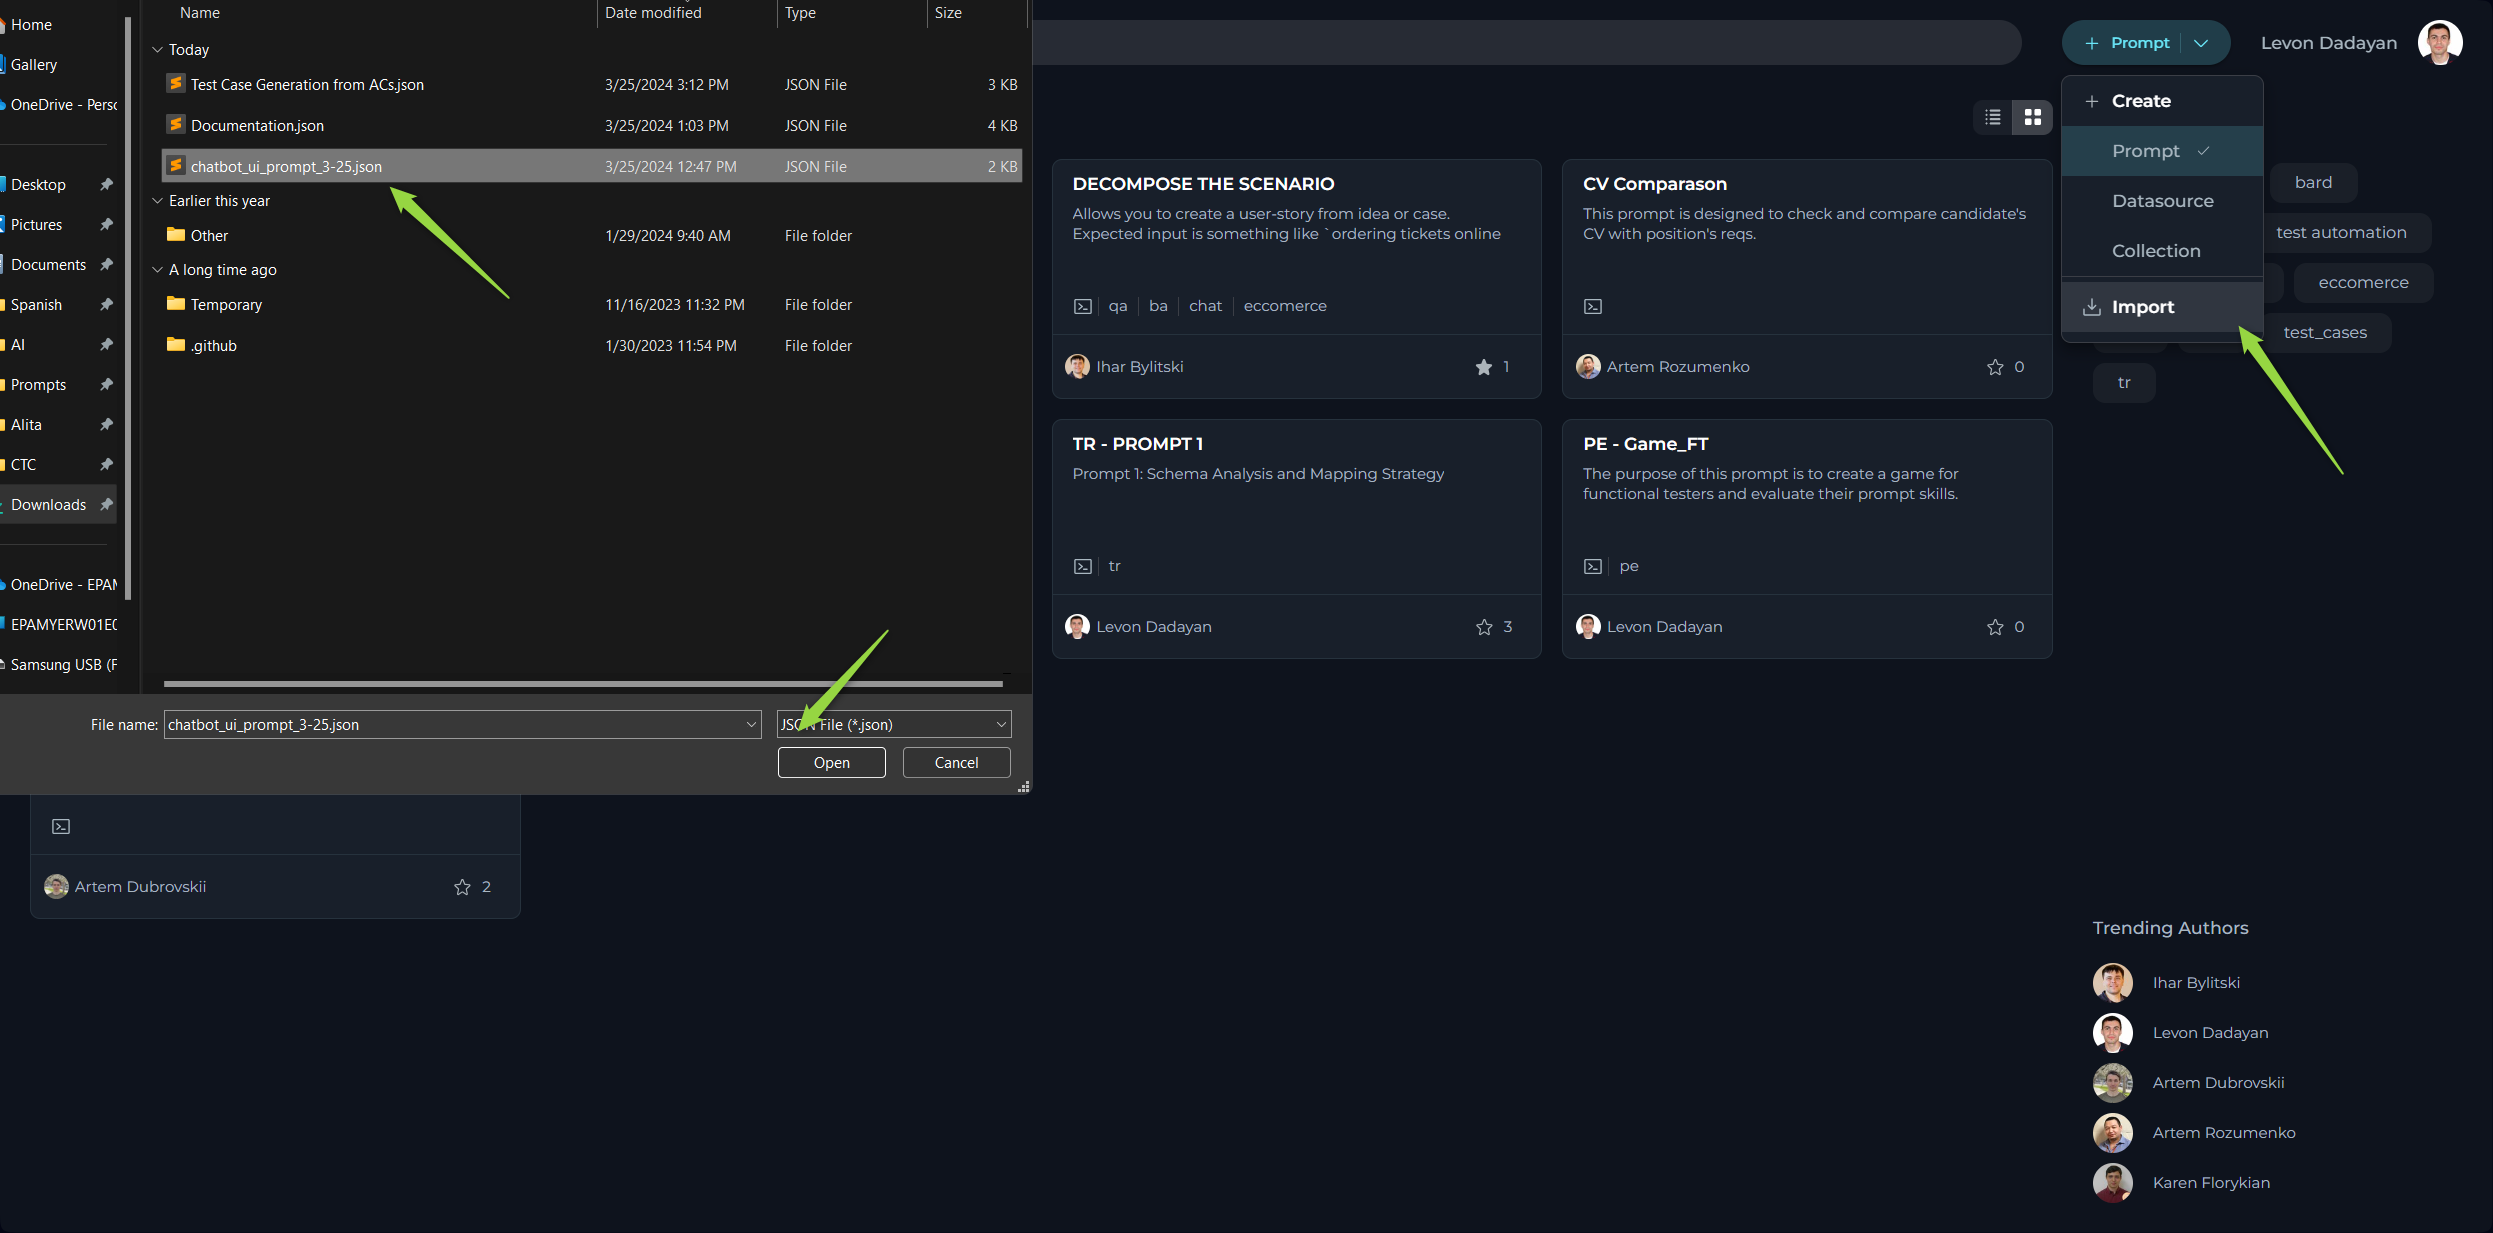 Home
Gallery
OneDrive - Perso
Desktop
Pictures
Documents
Spanish
AI
Prompts
Alita
CTC
Downloads
OneDrive - EPAM
EPAMYERW01E0
Samsung USB (F
Name Date modified Type Size
Today
Test Case Generation from ACs.json 3/25/2024 3:12 PM JSON File 3 KB
Documentation.json 3/25/2024 1:03 PM JSON File 4 KB
chatbot_ui_prompt_3-25.json 3/25/2024 12:47 PM JSON File 2 KB
Earlier this year
Other 1/29/2024 9:40 AM File folder
A long time ago
Temporary 11/16/2023 11:32 PM File folder
.github 1/30/2023 11:54 PM File folder
File name: chatbot_ui_prompt_3-25.json JSON File (*.json)
Open Cancel
Prompt Levon Dadayan
Create
Prompt
Datasource
Collection
Import
DECOMPOSE THE SCENARIO
Allows you to create a user-story from idea or case.
Expected input is something like `ordering tickets online
qa ba chat eccomerce
Ihar Bylitski 1
CV Comparason
This prompt is designed to check and compare candidate's
CV with position's reqs.
Artem Rozumenko 0
TR - PROMPT 1
Prompt 1: Schema Analysis and Mapping Strategy
tr
Levon Dadayan 3
PE - Game_FT
The purpose of this prompt is to create a game for
functional testers and evaluate their prompt skills.
pe
Levon Dadayan 0
Artem Dubrovskii 2
bard
test automation
eccomerce
test_cases
tr
Trending Authors
Ihar Bylitski
Levon Dadayan
Artem Dubrovskii
Artem Rozumenko
Karen Florykian